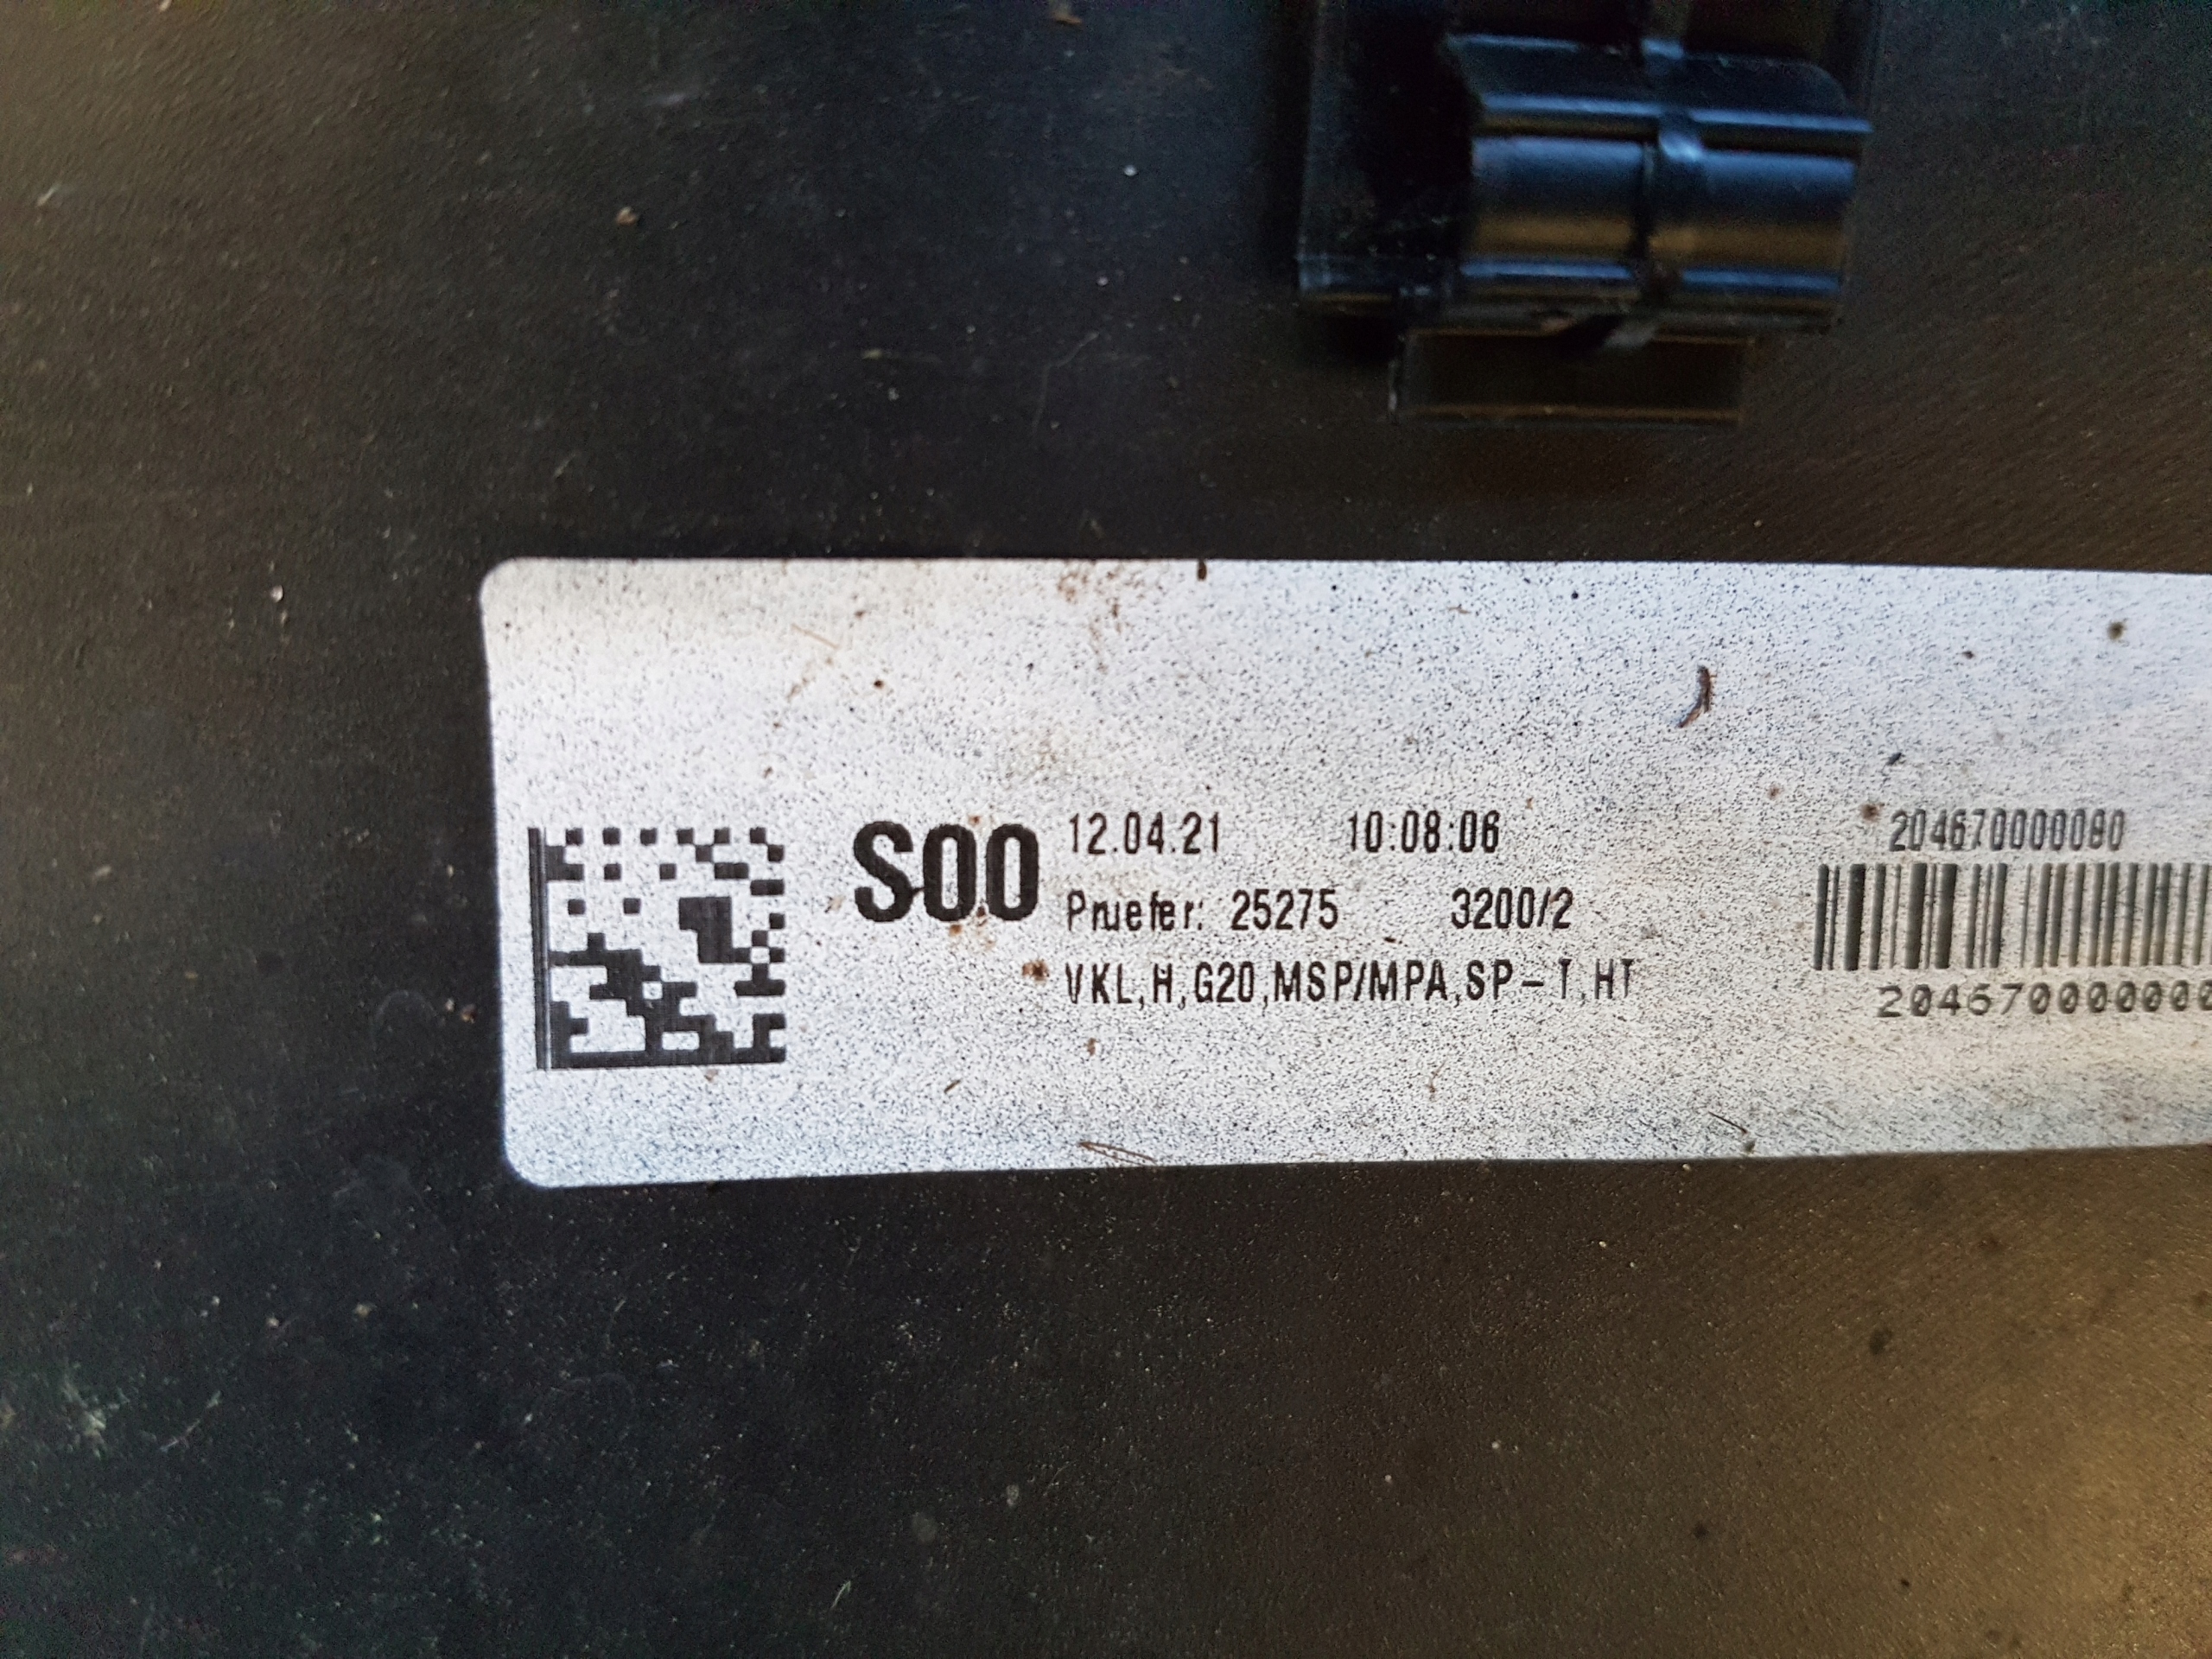 S00
12.04.21 10:08:06
Pruefer: 25275 3200/2
VKL,H,G20,MSP/MPA,SP-T,HT
204670000080